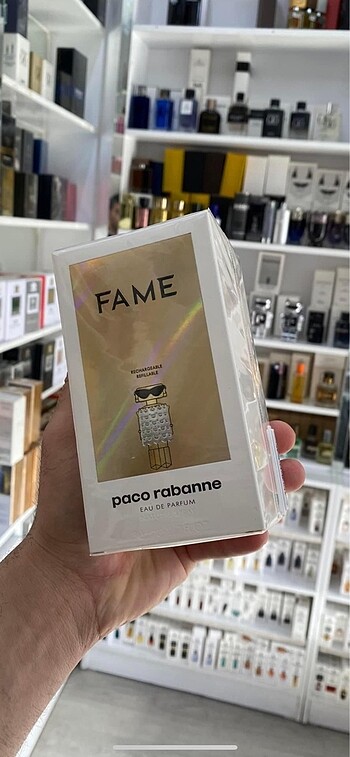 FAME
RECHARGEABLE
REFILLABLE
paco rabanne
EAU DE PARFUM